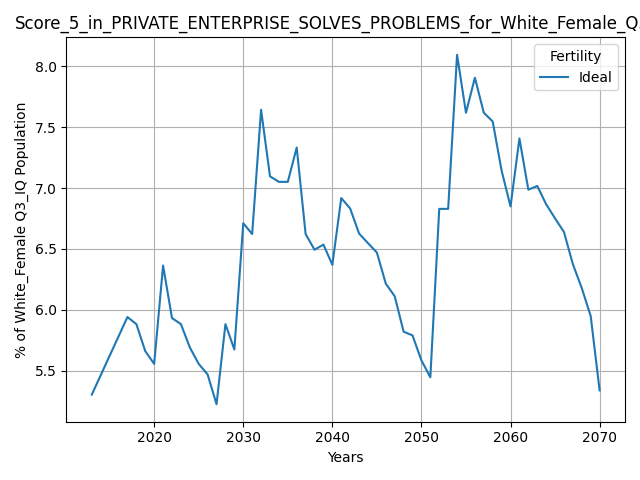 Score_5_in_PRIVATE_ENTERPRISE_SOLVES_PROBLEMS_for_White_Female_Q
Fertility
Ideal
8.0
7.5
7.0
6.5
6.0
5.5
% of White_Female Q3_IQ Population
2020 2030 2040 2050 2060 2070
Years